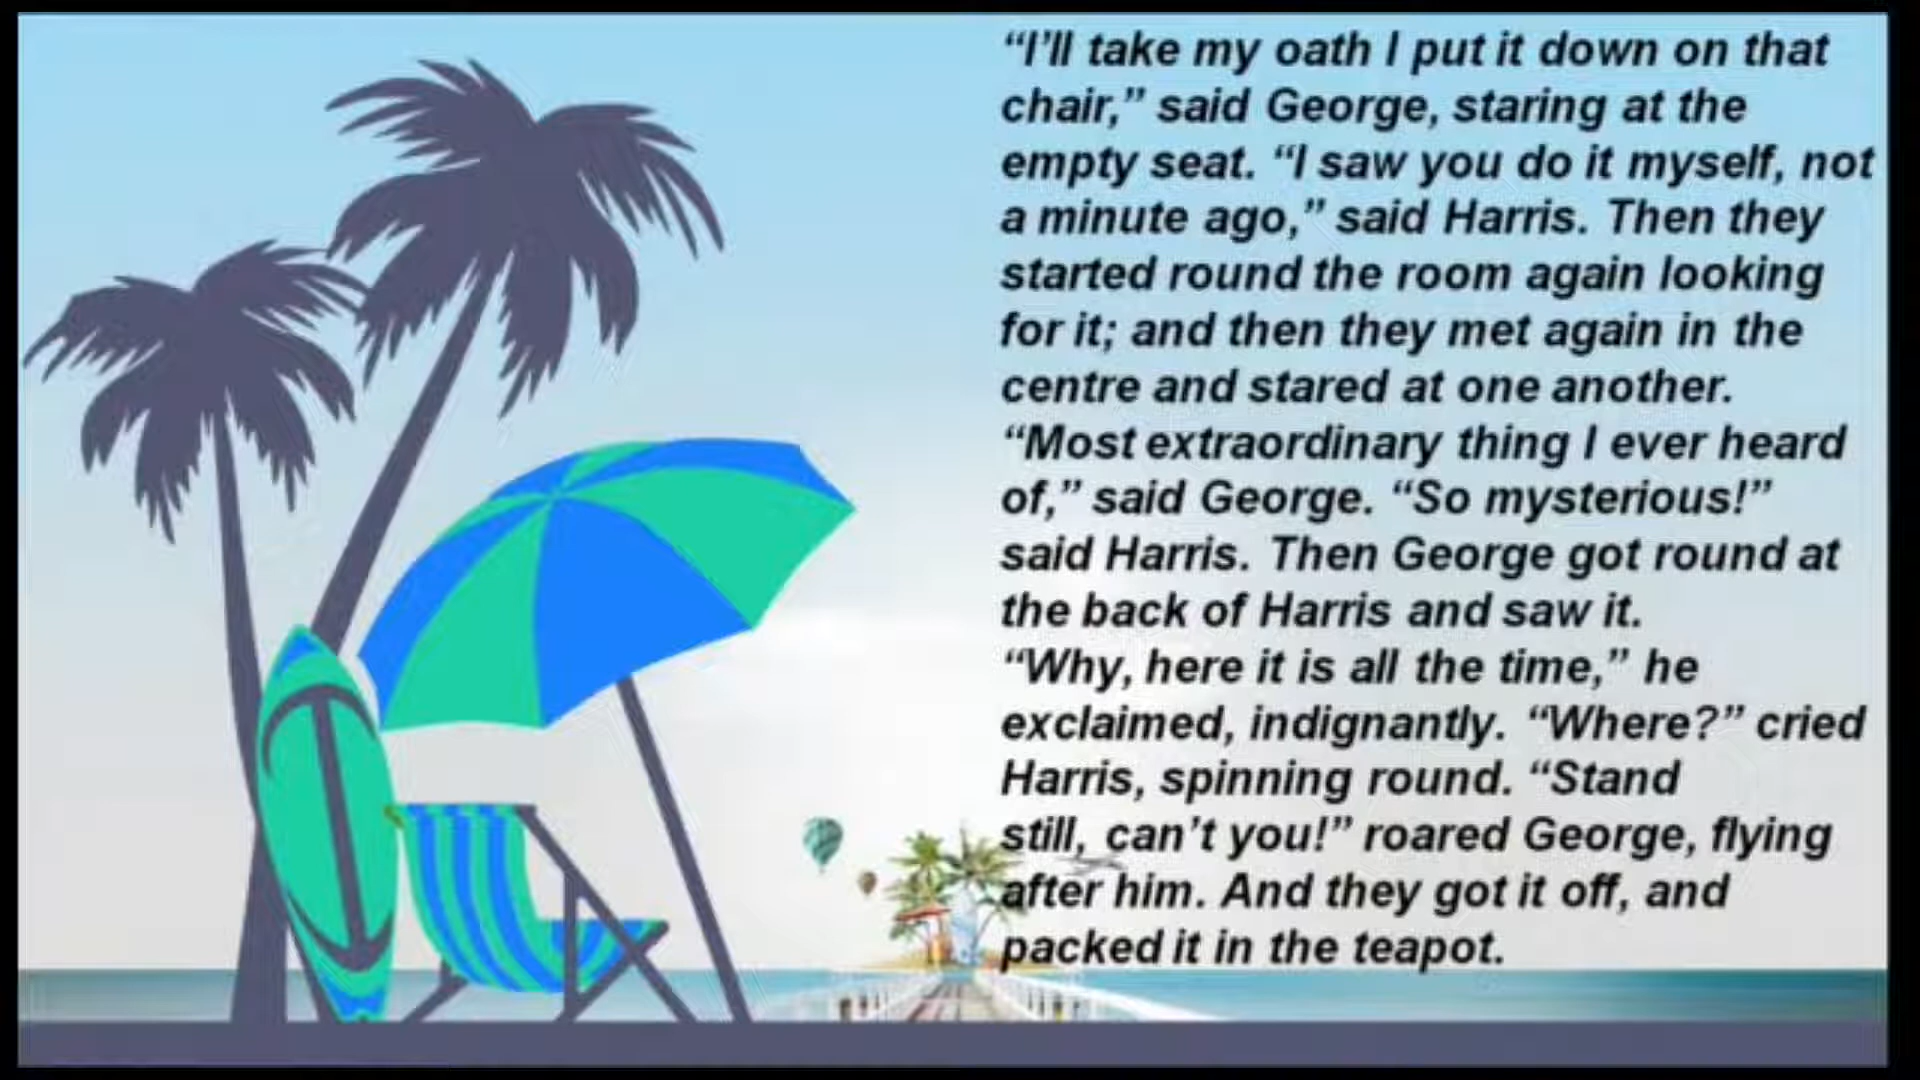 “I’ll take my oath I put it down on that
chair,” said George, staring at the
empty seat. “I saw you do it myself, not
a minute ago,” said Harris. Then they
started round the room again looking
for it; and then they met again in the
centre and stared at one another.
“Most extraordinary thing I ever heard
of,” said George. “So mysterious!”
said Harris. Then George got round at
the back of Harris and saw it.
“Why, here it is all the time,” he
exclaimed, indignantly. “Where?” cried
Harris, spinning round. “Stand
still, can’t you!” roared George, flying
after him. And they got it off, and
packed it in the teapot.